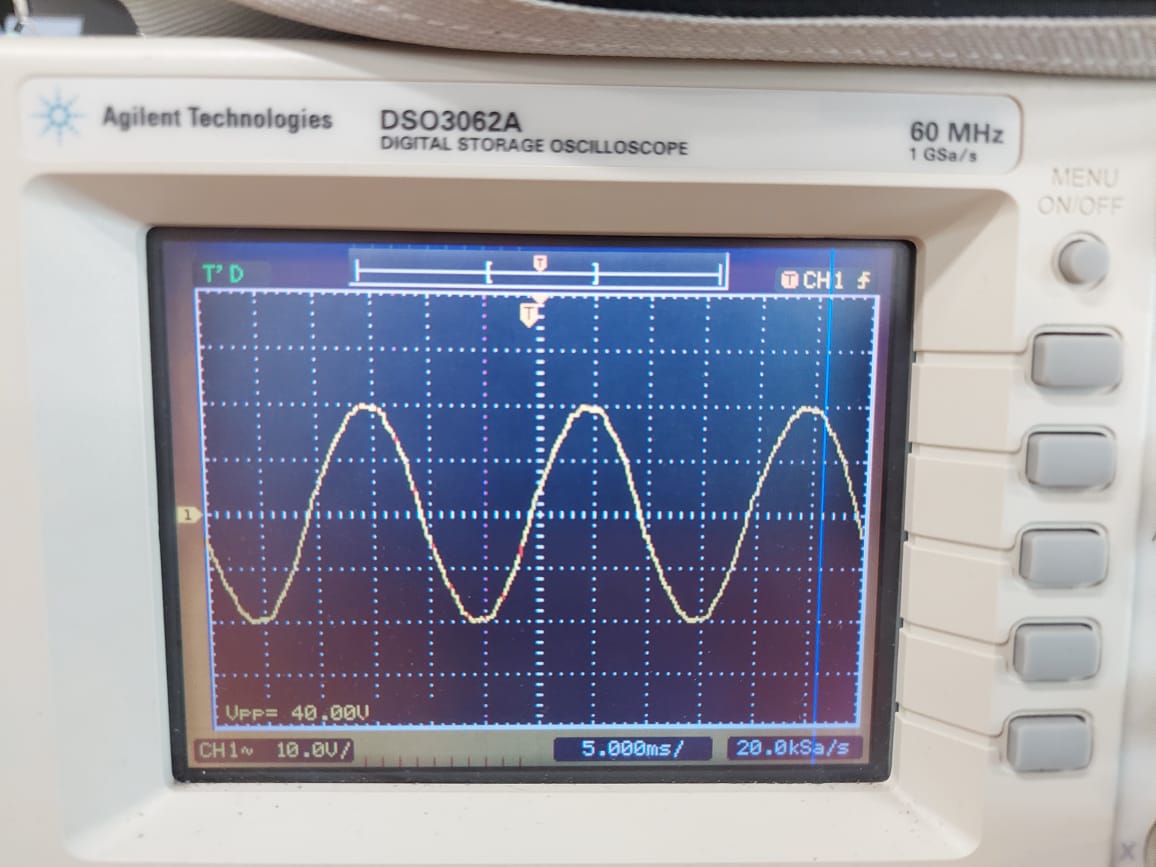 Agilent Technologies
DSO3062A
DIGITAL STORAGE OSCILLOSCOPE
60 MHz
1 GSa/s
MENU
ON/OFF
T'D
T
T CH1
T
1
VPP= 40.00V
CH1~ 10.0V/
5.000ms/
20.0kSa/s